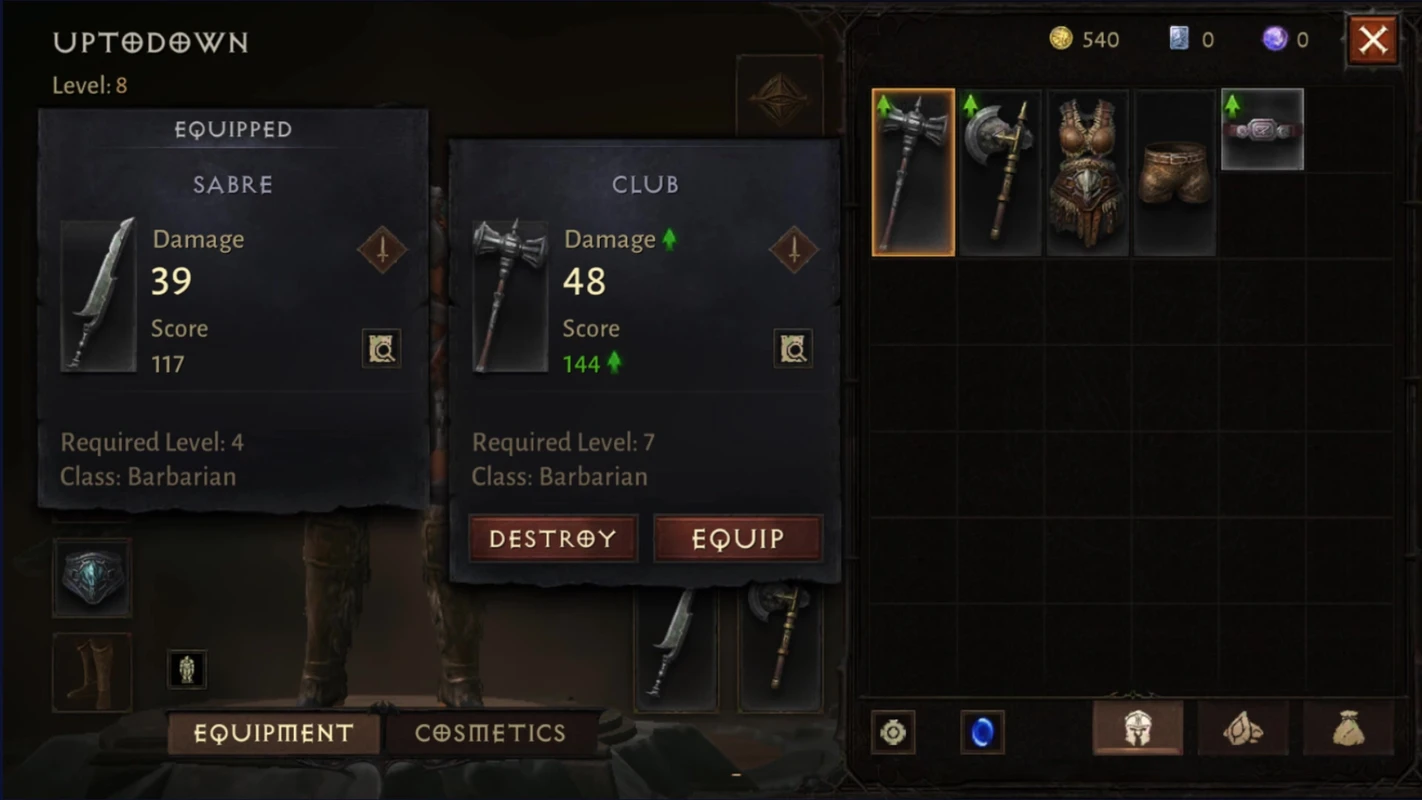 UPTODOWN
Level: 8
540
0
0
EQUIPPED
SABRE
Damage
39
Score
117
Required Level: 4
Class: Barbarian
CLUB
Damage
48
Score
144
Required Level: 7
Class: Barbarian
DESTROY
EQUIP
EQUIPMENT
COSMETICS